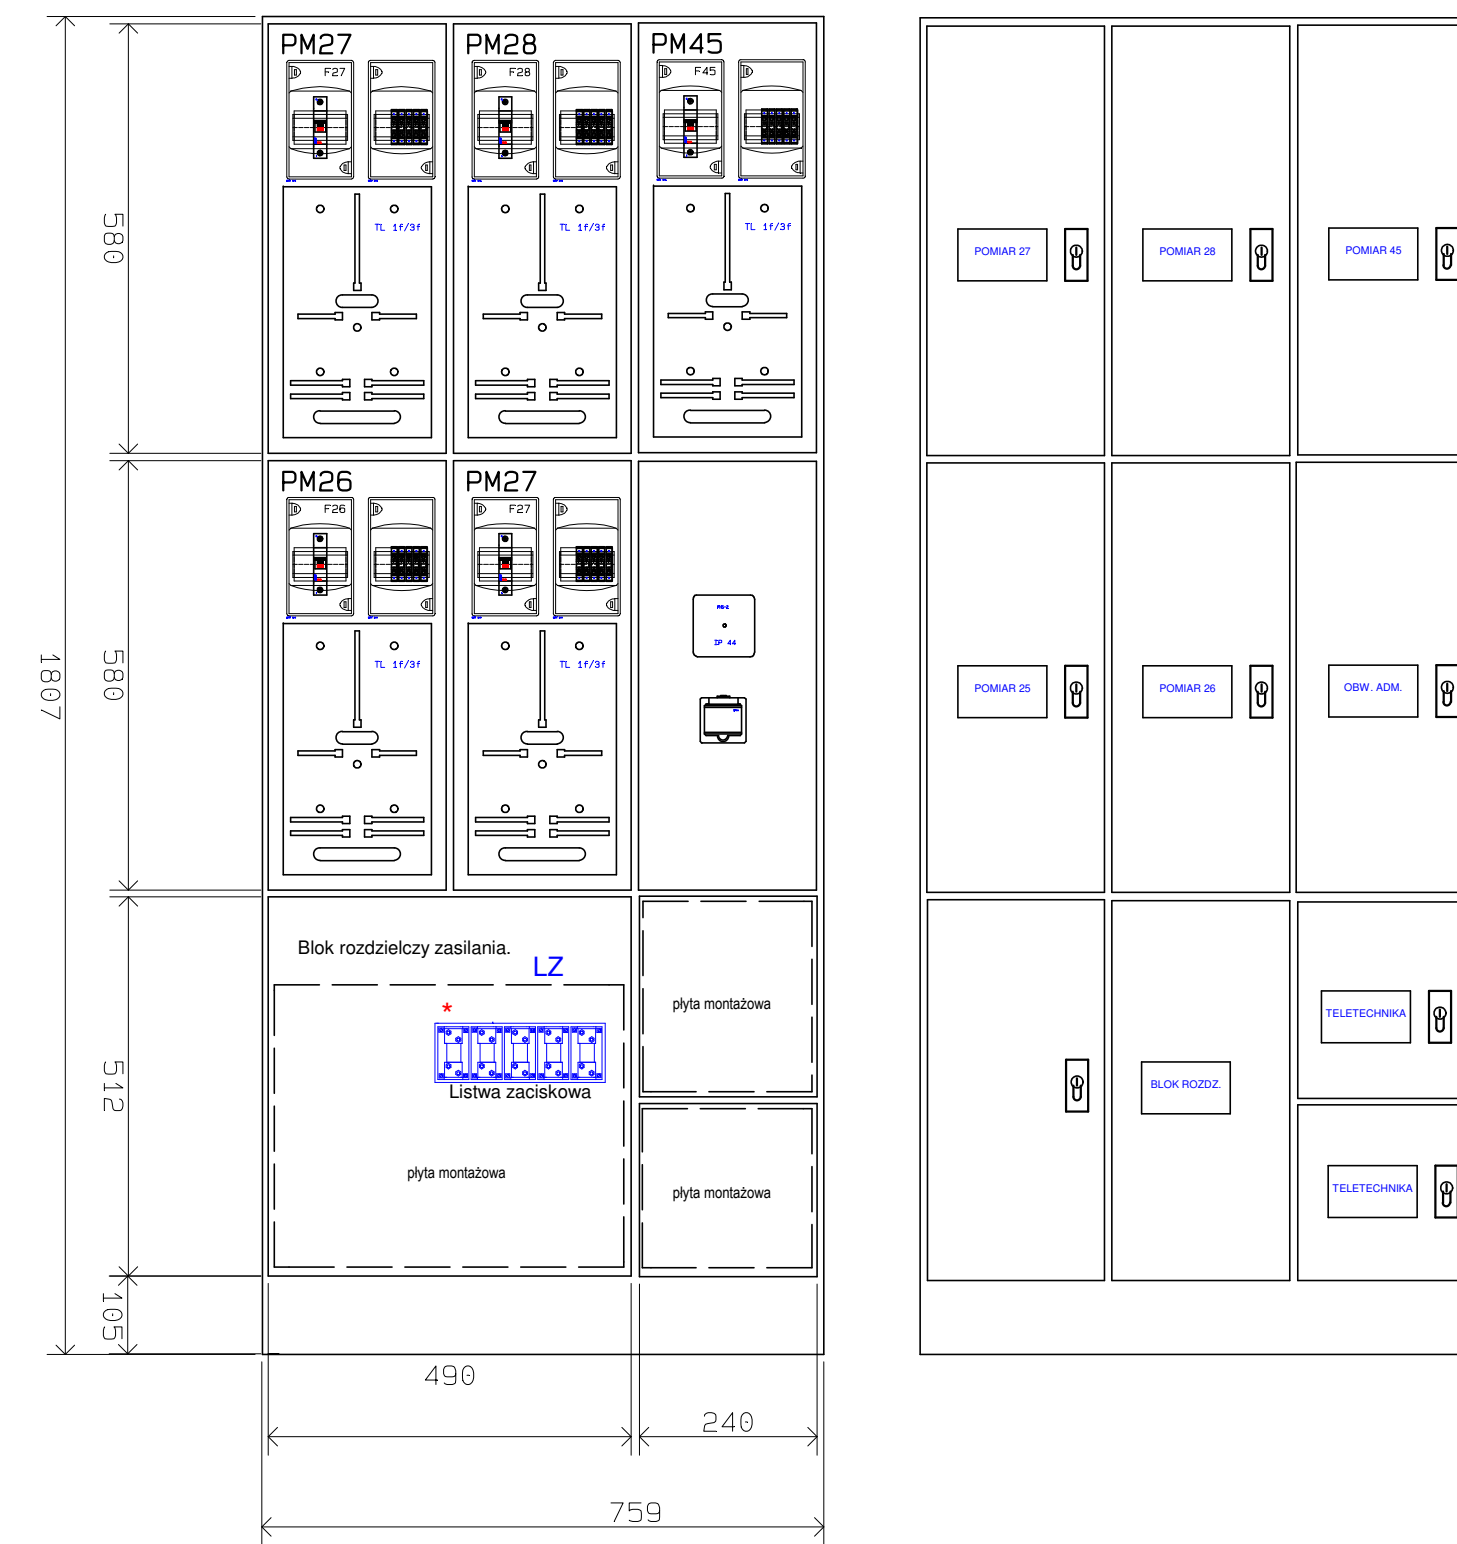 PM27 PM28 PM45
F27 F28 F45
TL 1f/3f TL 1f/3f TL 1f/3f
580
PM26 PM27
F26 F27
TL 1f/3f TL 1f/3f
IP 44
580
1807
Blok rozdzielczy zasilania.
LZ
*
Listwa zaciskowa
płyta montażowa
płyta montażowa
płyta montażowa
512
105
490
240
759
POMIAR 27 POMIAR 28 POMIAR 45
POMIAR 25 POMIAR 26 OBW. ADM.
TELETECHNIKA
BLOK ROZDZ.
TELETECHNIKA